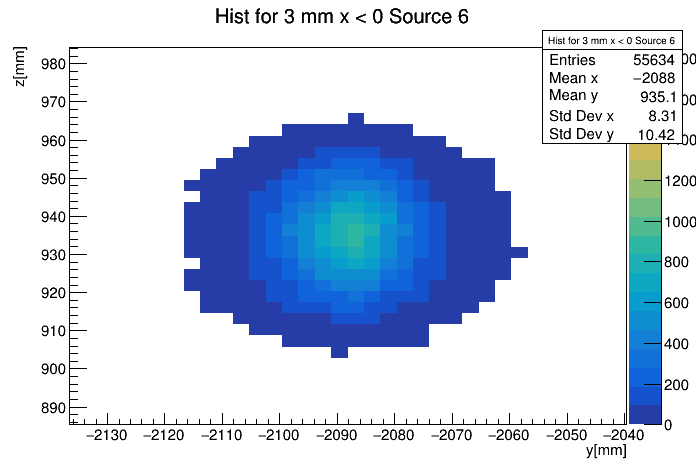 Hist for 3 mm x < 0 Source 6
z[mm]
Hist for 3 mm x < 0 Source 6
Entries 55634
Mean x −2088
Mean y 935.1
Std Dev x 8.31
Std Dev y 10.42
980
970
960
950
940
930
920
910
900
890
1200
1000
800
600
400
200
0
−2130 −2120 −2110 −2100 −2090 −2080 −2070 −2060 −2050 −2040
y[mm]